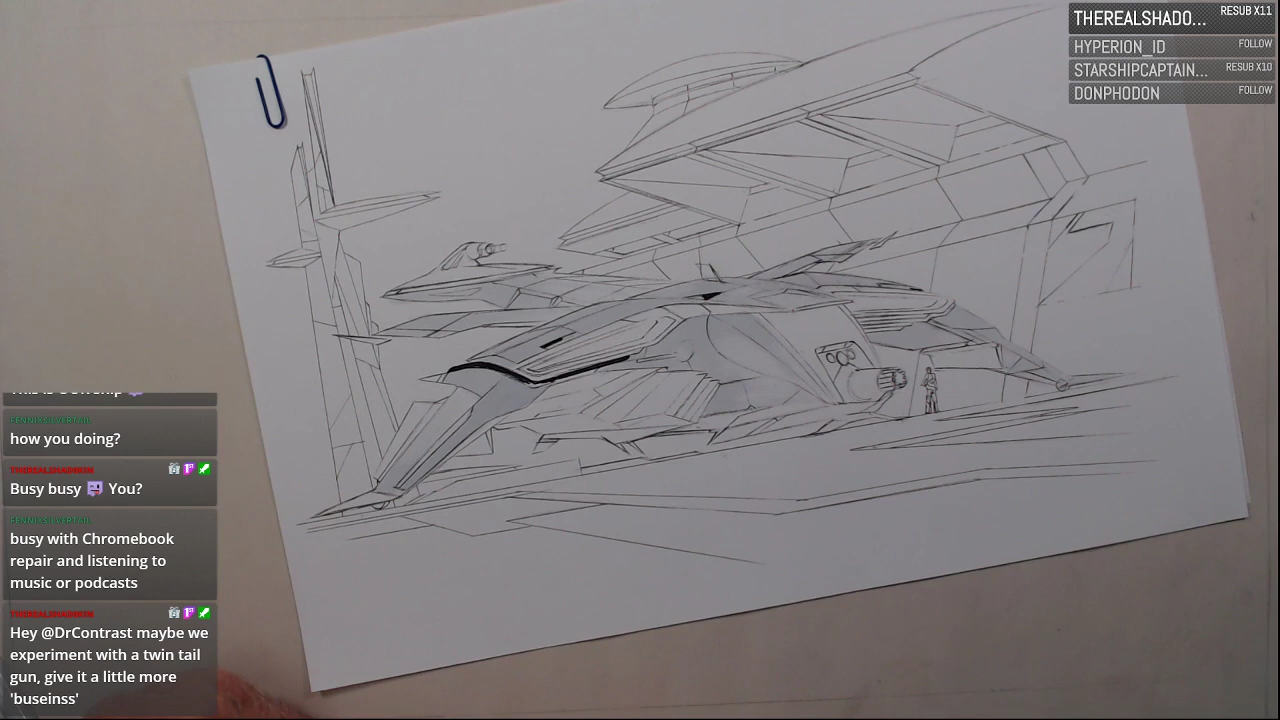 THEREALSHADO... RESUB X11
HYPERION_ID FOLLOW
STARSHIPCAPTAIN... RESUB X10
DONPHODON FOLLOW
how you doing?
Busy busy You?
busy with Chromebook
repair and listening to
music or podcasts
Hey @DrContrast maybe we
experiment with a twin tail
gun, give it a little more
'buseinss'